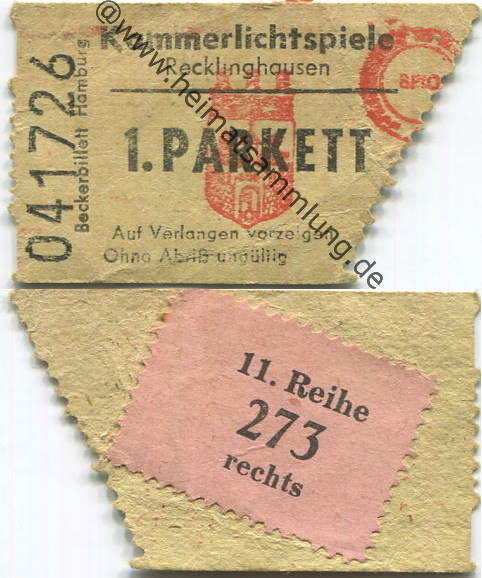 Kammerlichtspiele
Recklinghausen
1. PARKETT
Auf Verlangen vorzeigen
Ohne Abriß ungültig
041726
Beckerbillett Hamburg
@www.heimatsammlung.de
11. Reihe
273
rechts